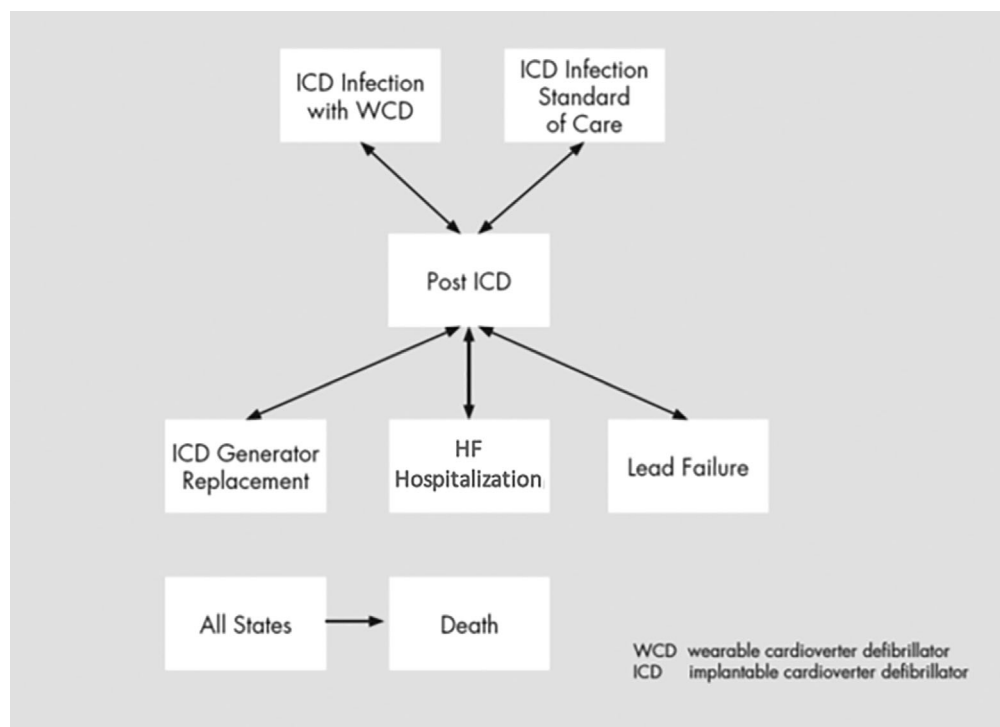 ICD Infection
with WCD
ICD Infection
Standard
of Care
Post ICD
ICD Generator
Replacement
HF
Hospitalization
Lead Failure
All States
Death
WCD wearable cardioverter defibrillator
ICD implantable cardioverter defibrillator